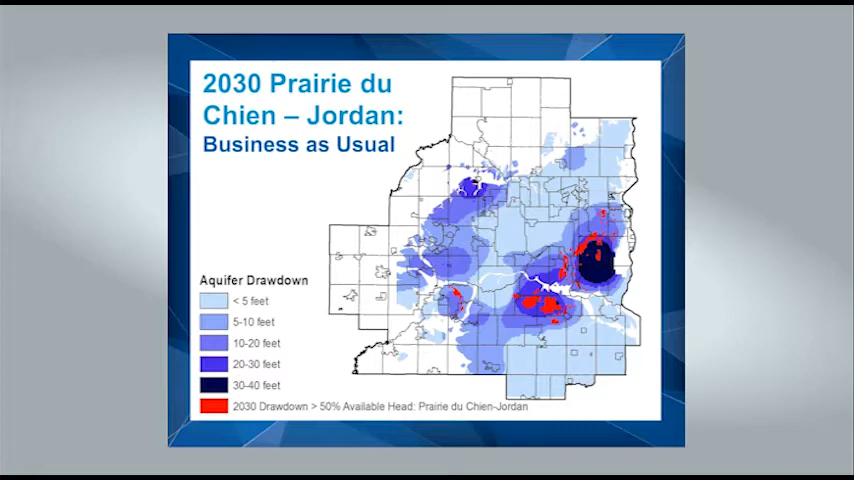 2030 Prairie du
Chien – Jordan:
Business as Usual
Aquifer Drawdown
< 5 feet
5-10 feet
10-20 feet
20-30 feet
30-40 feet
2030 Drawdown > 50% Available Head: Prairie du Chien-Jordan